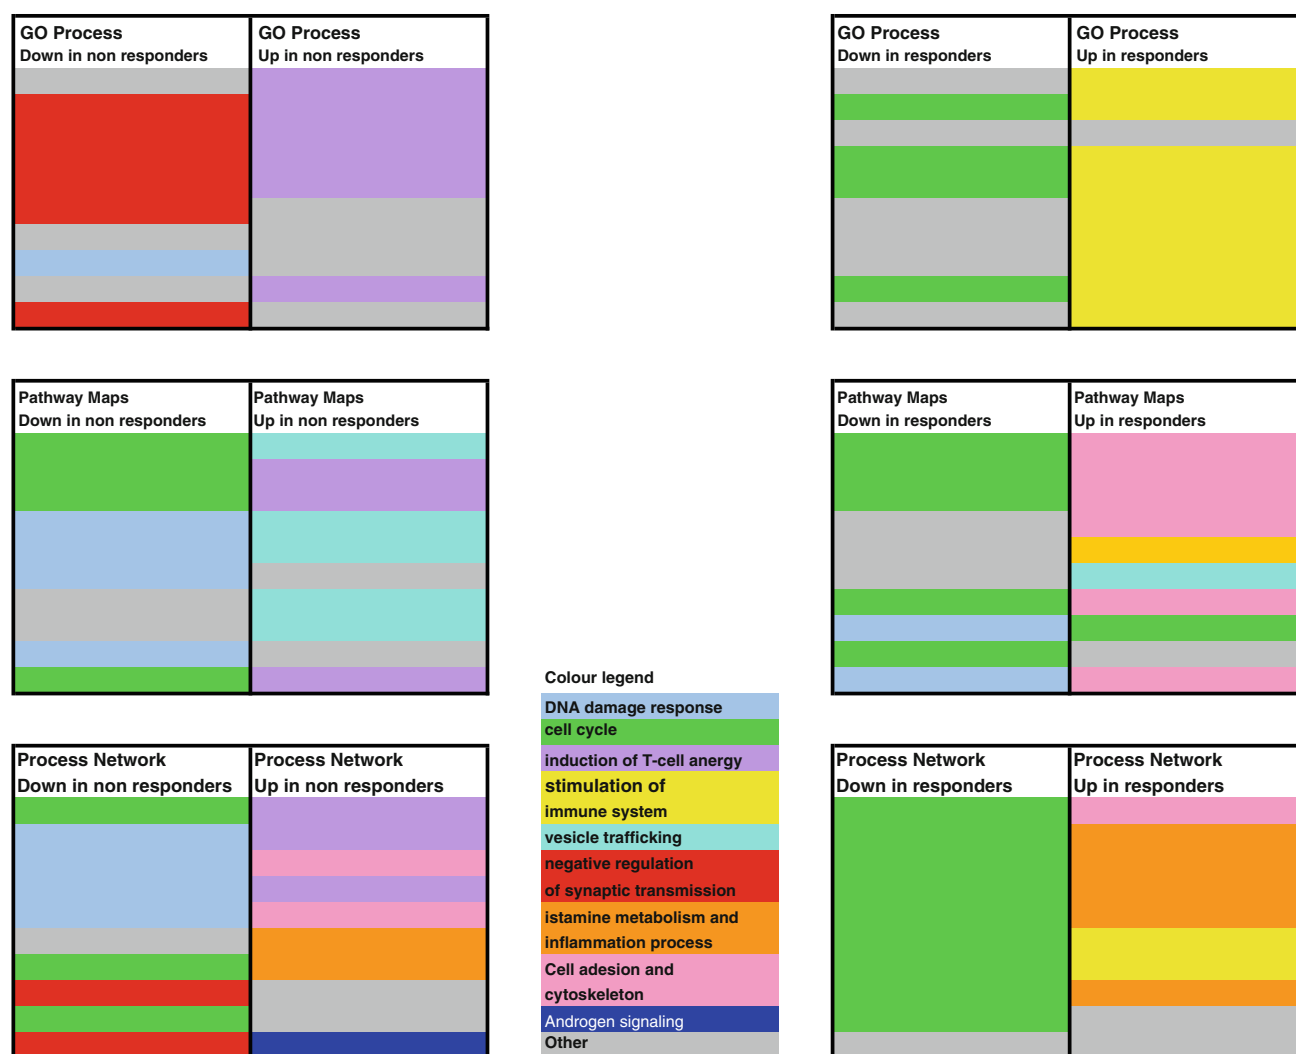 GO Process
Down in non responders
GO Process
Up in non responders
GO Process
Down in responders
GO Process
Up in responders
Pathway Maps
Down in non responders
Pathway Maps
Up in non responders
Pathway Maps
Down in responders
Pathway Maps
Up in responders
Process Network
Down in non responders
Process Network
Up in non responders
Colour legend
DNA damage response
cell cycle
induction of T-cell anergy
stimulation of
immune system
vesicle trafficking
negative regulation
of synaptic transmission
istamine metabolism and
inflammation process
Cell adesion and
cytoskeleton
Androgen signaling
Other
Process Network
Down in responders
Process Network
Up in responders